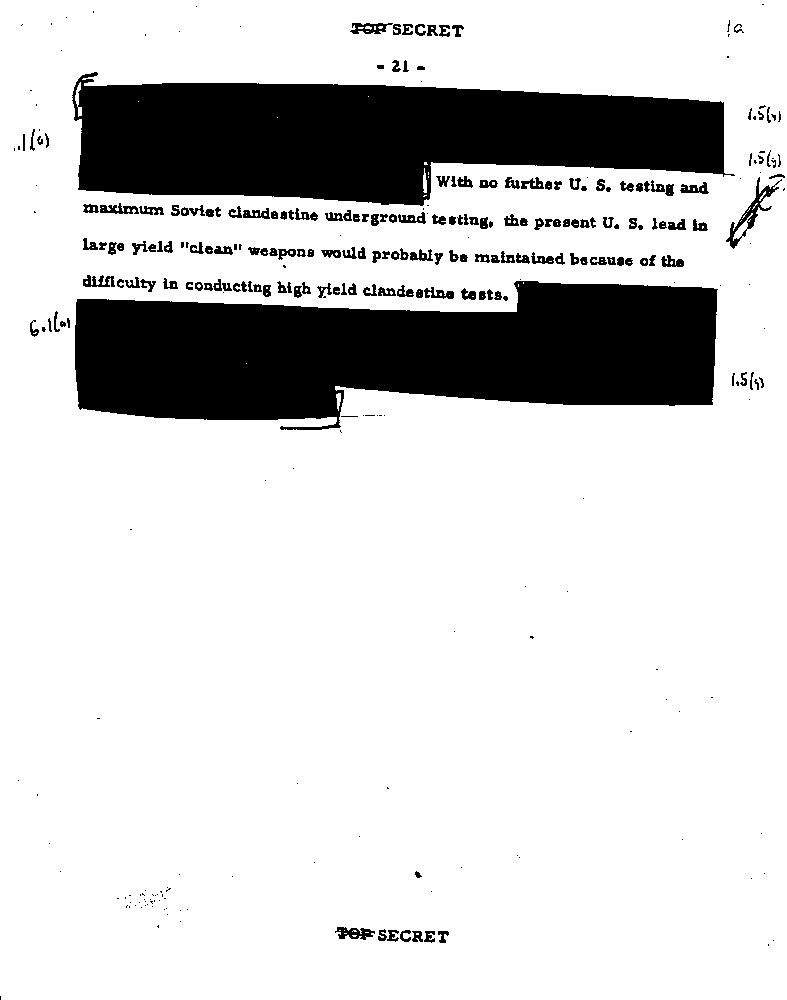 TOP SECRET
1a
- 21 -
1.5(g)
.1(a)
1.5(g)
With no further U. S. testing and
maximum Soviet clandestine underground testing, the present U. S. lead in
large yield "clean" weapons would probably be maintained because of the
difficulty in conducting high yield clandestine tests.
6.1(a)
1.5(g)
TOP SECRET